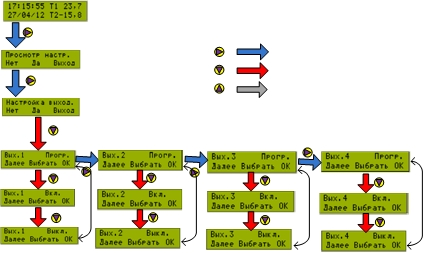 17:15:55 T1 23,7
27/04/12 T2-15,8
Просмотр настр.
Нет Да Выход
Настройка выход.
Нет Да Выход
Вых.1 Прогр.
Далее Выбрать ОК
Вых.2 Прогр.
Далее Выбрать ОК
Вых.3 Прогр.
Далее Выбрать ОК
Вых.4 Прогр.
Далее Выбрать ОК
Вых.1 Вкл.
Далее Выбрать ОК
Вых.2 Вкл.
Далее Выбрать ОК
Вых.3 Вкл.
Далее Выбрать ОК
Вых.4 Вкл.
Далее Выбрать ОК
Вых.1 Выкл.
Далее Выбрать ОК
Вых.2 Выкл.
Далее Выбрать ОК
Вых.3 Выкл.
Далее Выбрать ОК
Вых.4 Выкл.
Далее Выбрать ОК